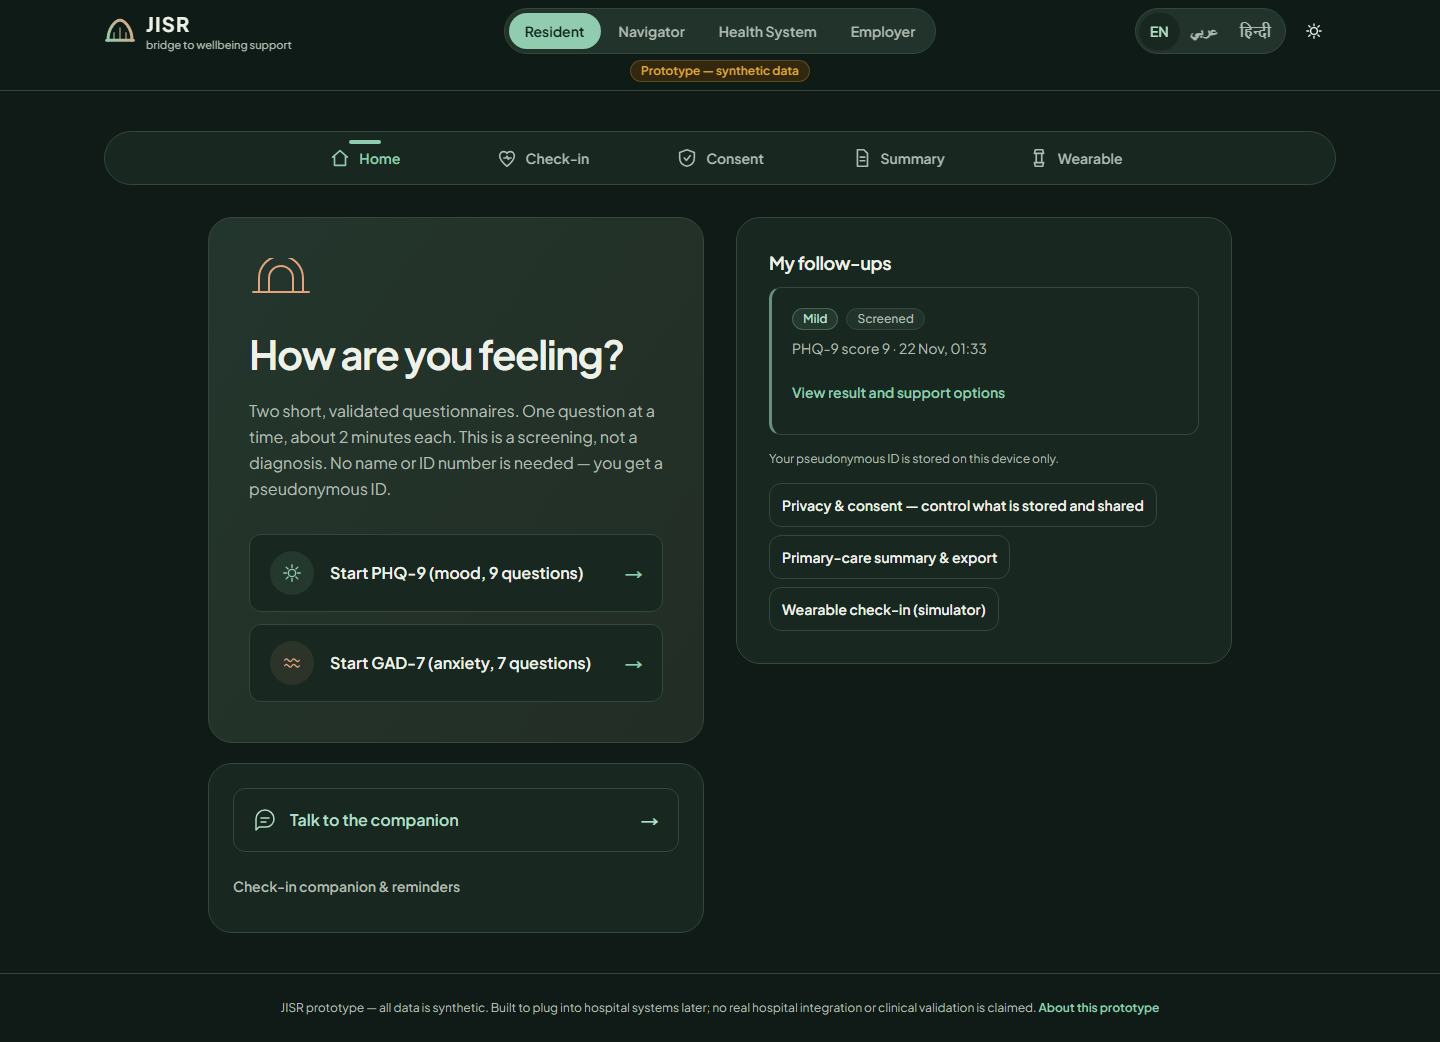 JISR
bridge to wellbeing support
Resident
Navigator
Health System
Employer
EN
عربي
हिन्दी
Prototype — synthetic data
Home
Check-in
Consent
Summary
Wearable
How are you feeling?
Two short, validated questionnaires. One question at a
time, about 2 minutes each. This is a screening, not a
diagnosis. No name or ID number is needed — you get a
pseudonymous ID.
Start PHQ-9 (mood, 9 questions) →
Start GAD-7 (anxiety, 7 questions) →
Talk to the companion →
Check-in companion & reminders
My follow-ups
Mild
Screened
PHQ-9 score 9 · 22 Nov, 01:33
View result and support options
Your pseudonymous ID is stored on this device only.
Privacy & consent — control what is stored and shared
Primary-care summary & export
Wearable check-in (simulator)
JISR prototype — all data is synthetic. Built to plug into hospital systems later; no real hospital integration or clinical validation is claimed. About this prototype